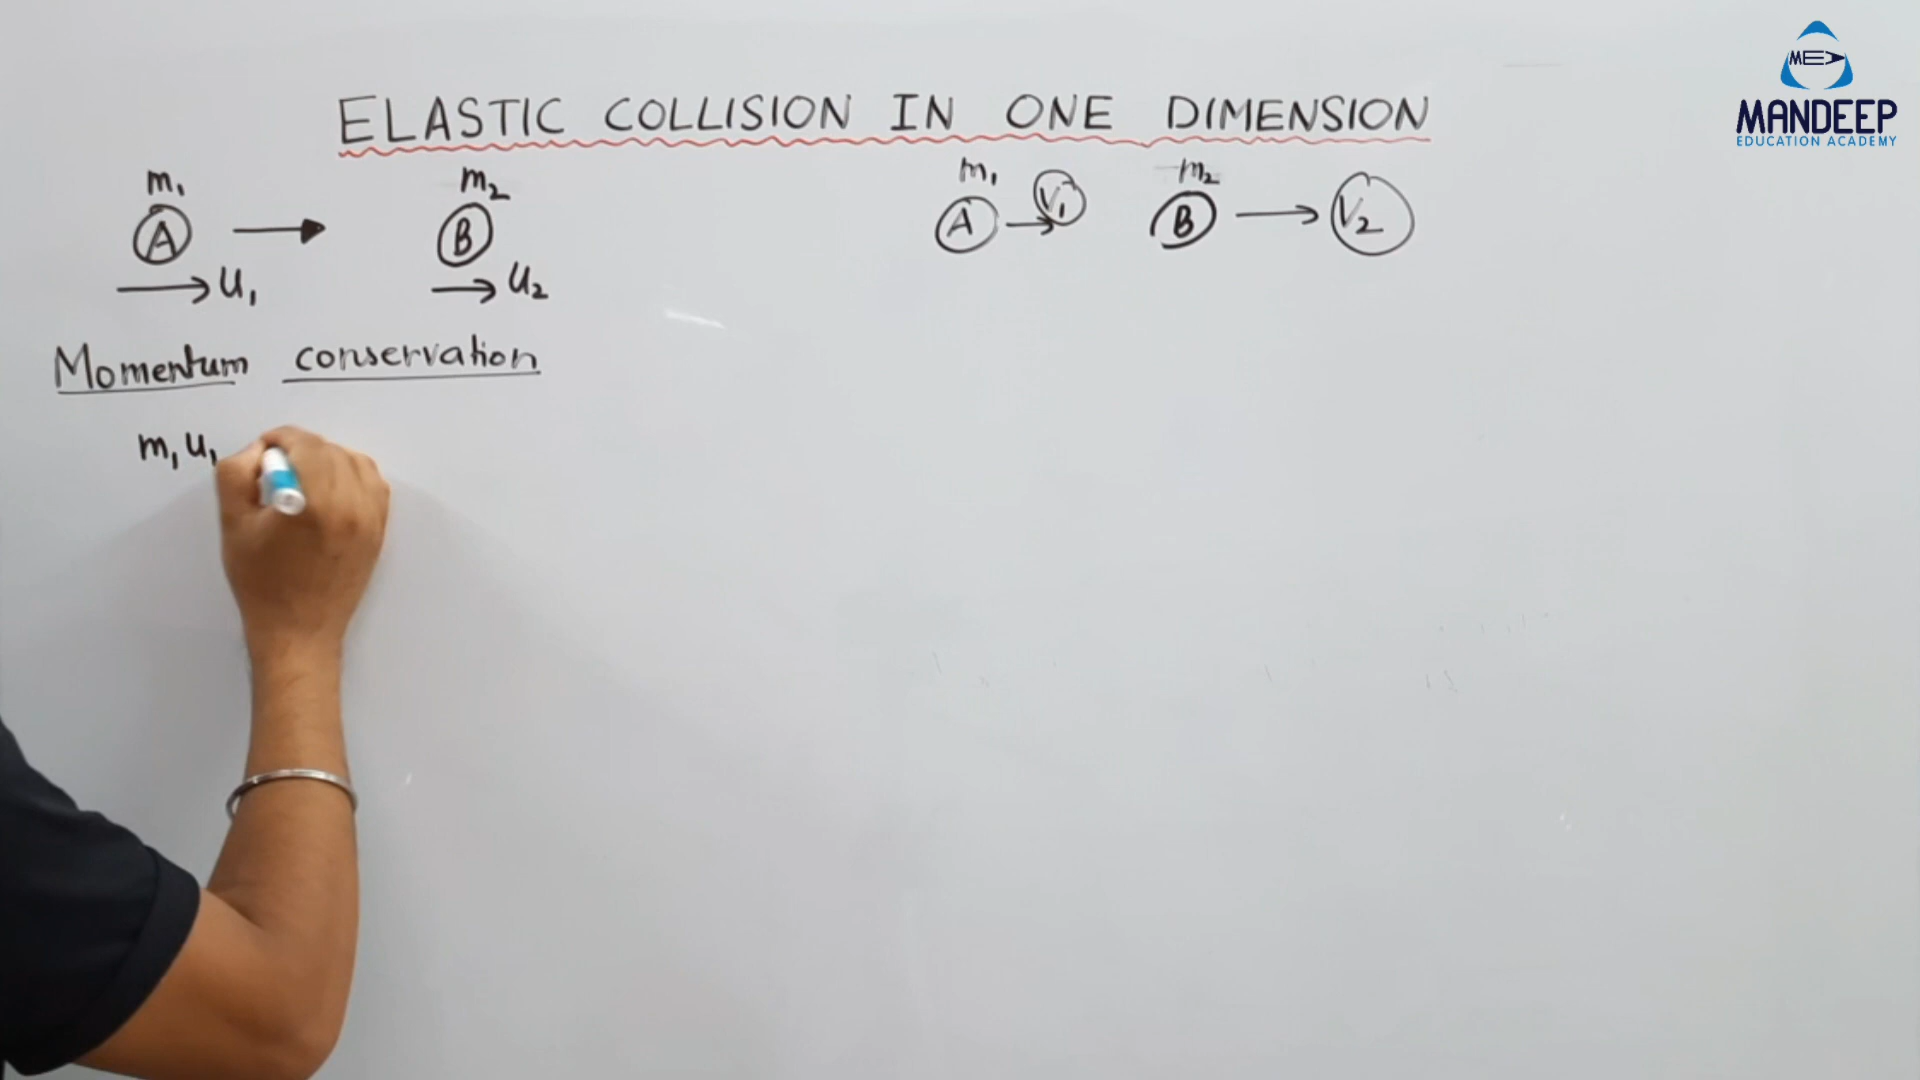 MEA
MANDEEP
EDUCATION ACADEMY
ELASTIC COLLISION IN ONE DIMENSION
m₁ m₂ m₁ m₂
A B A V₁ B V₂
U₁ U₂
Momentum conservation
m₁u₁